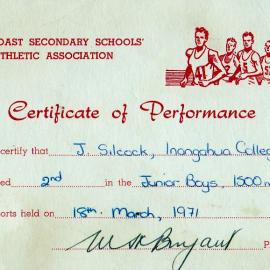 OAST SECONDARY SCHOOLS'
THLETIC ASSOCIATION
Certificate of Performance
certify that J. Silcock, Inangahua Colleg
ed 2nd in the Junior Boys, 1500 m
orts held on 18th March, 1971
P